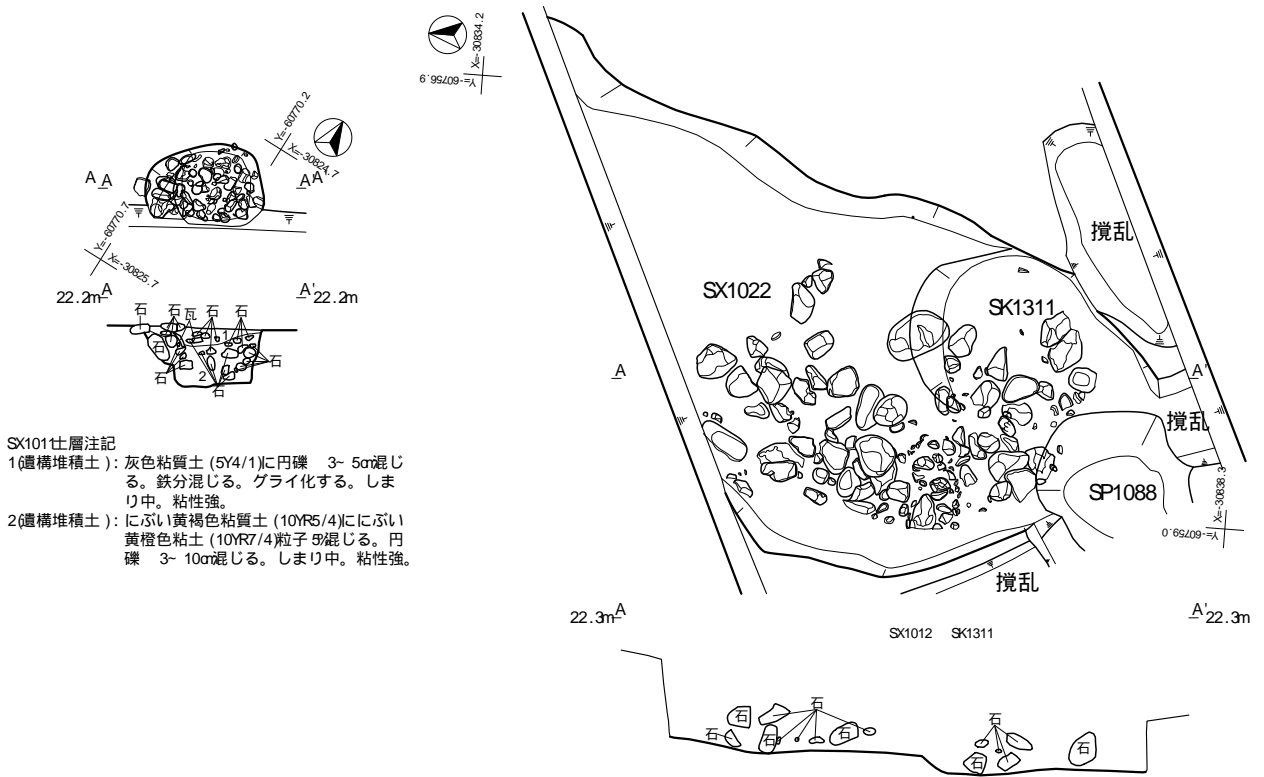 X=-30834.2
Y=-60756.9
Y=-60770.2
X=-30824.7
A A
A A'
Y=-60770.7
X=-30825.7
22.2m A
A' 22.2m
石
石
瓦
石
石
石
1
石
石
2
石
SX1011土層注記
1(遺構堆積土): 灰色粘質土 (5Y4/1)に円礫 3~ 5cm混じ
る。鉄分混じる。グライ化する。しま
り中。粘性強。
2(遺構堆積土): にぶい黄褐色粘質土 (10YR5/4)ににぶい
黄橙色粘土 (10YR7/4)粒子 5%混じる。円
礫 3~ 10cm混じる。しまり中。粘性強。
撹乱
SX1022
SK1311
A
A'
撹乱
SP1088
X=-30838.3
Y=-60759.0
撹乱
22.3m A
A' 22.3m
SX1012 SK1311
石
石
石
石
石
石
石
石